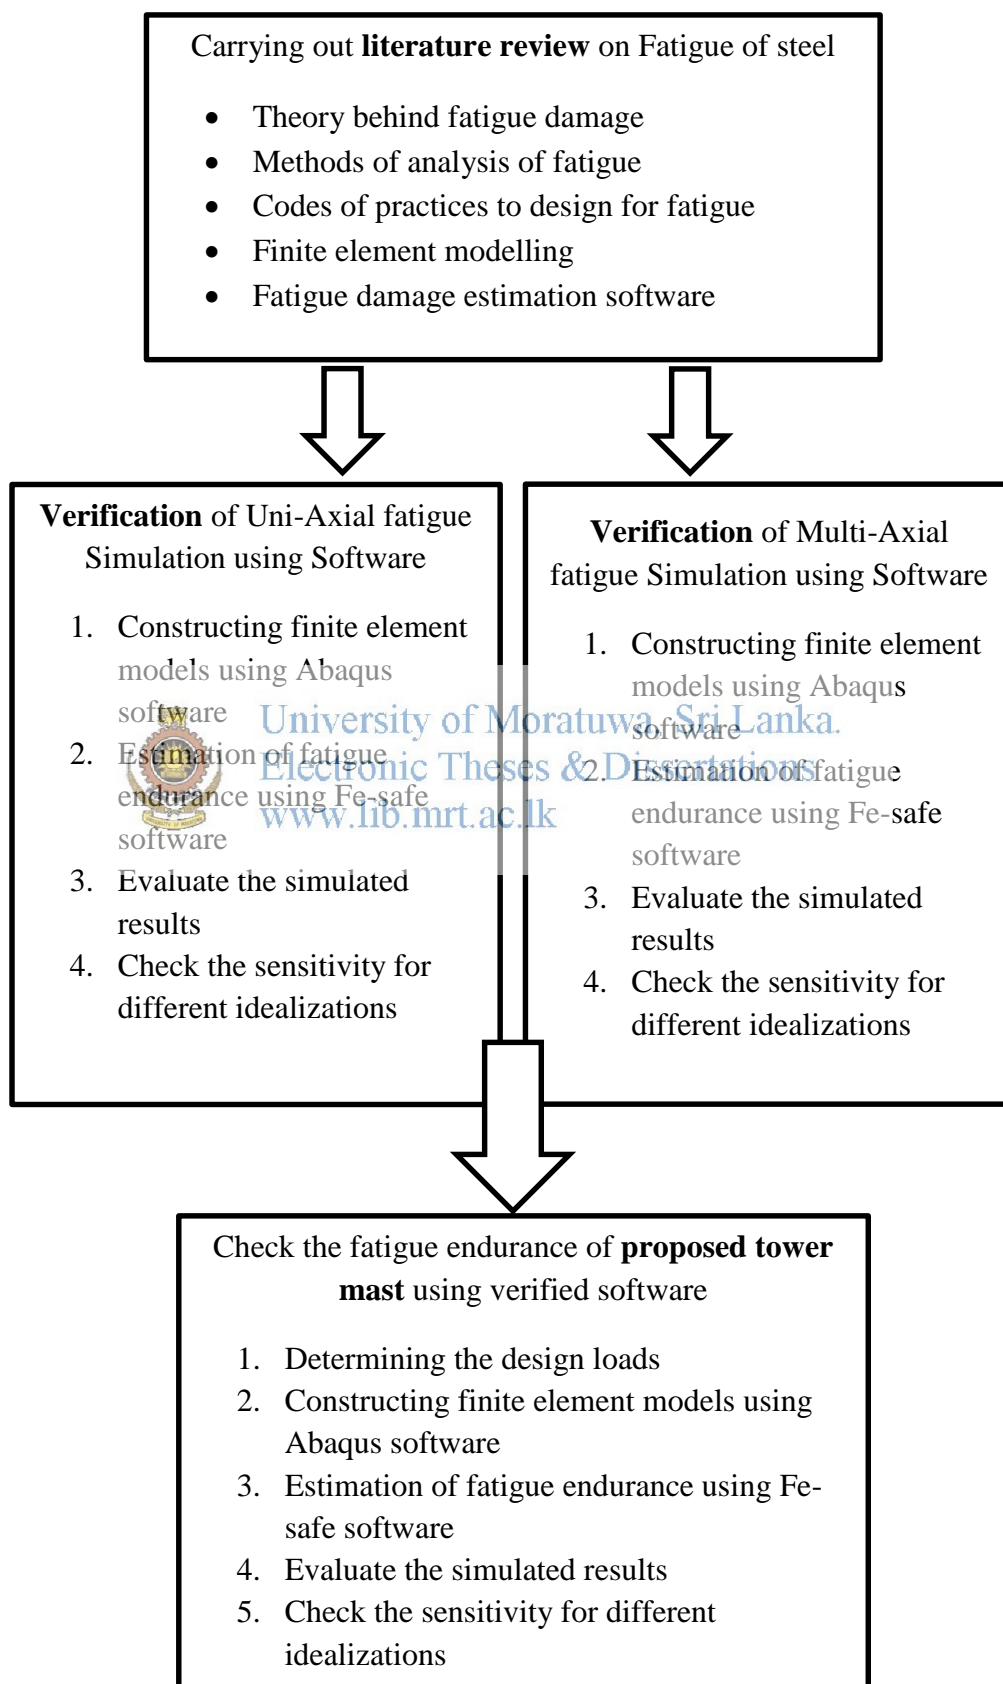 Carrying out literature review on Fatigue of steel
• Theory behind fatigue damage
• Methods of analysis of fatigue
• Codes of practices to design for fatigue
• Finite element modelling
• Fatigue damage estimation software
Verification of Uni-Axial fatigue
Simulation using Software
1. Constructing finite element
models using Abaqus
software
2. Estimation of fatigue
endurance using Fe-safe
software
3. Evaluate the simulated
results
4. Check the sensitivity for
different idealizations
Verification of Multi-Axial
fatigue Simulation using Software
1. Constructing finite element
models using Abaqus
software
2. Estimation of fatigue
endurance using Fe-safe
software
3. Evaluate the simulated
results
4. Check the sensitivity for
different idealizations
University of Moratuwa, Sri Lanka.
Electronic Theses & Dissertations
www.lib.mrt.ac.lk
Check the fatigue endurance of proposed tower
mast using verified software
1. Determining the design loads
2. Constructing finite element models using
Abaqus software
3. Estimation of fatigue endurance using Fe-
safe software
4. Evaluate the simulated results
5. Check the sensitivity for different
idealizations